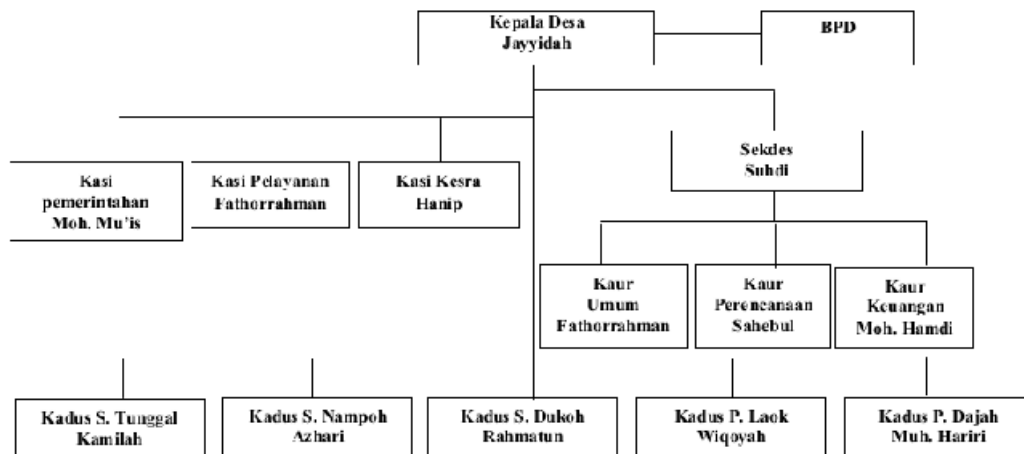 Kepala Desa
Jayyidah
BPD
Sekdes
Suhdi
Kasi
pemerintahan
Moh. Mu'is
Kasi Pelayanan
Fathorrahman
Kasi Kesra
Hanip
Kaur
Umum
Fathorrahman
Kaur
Perencanaan
Sahebul
Kaur
Keuangan
Moh. Hamdi
Kadus S. Tunggal
Kamilah
Kadus S. Nampoh
Azhari
Kadus S. Dukoh
Rahmatun
Kadus P. Laok
Wiqoyah
Kadus P. Dajah
Muh. Hariri